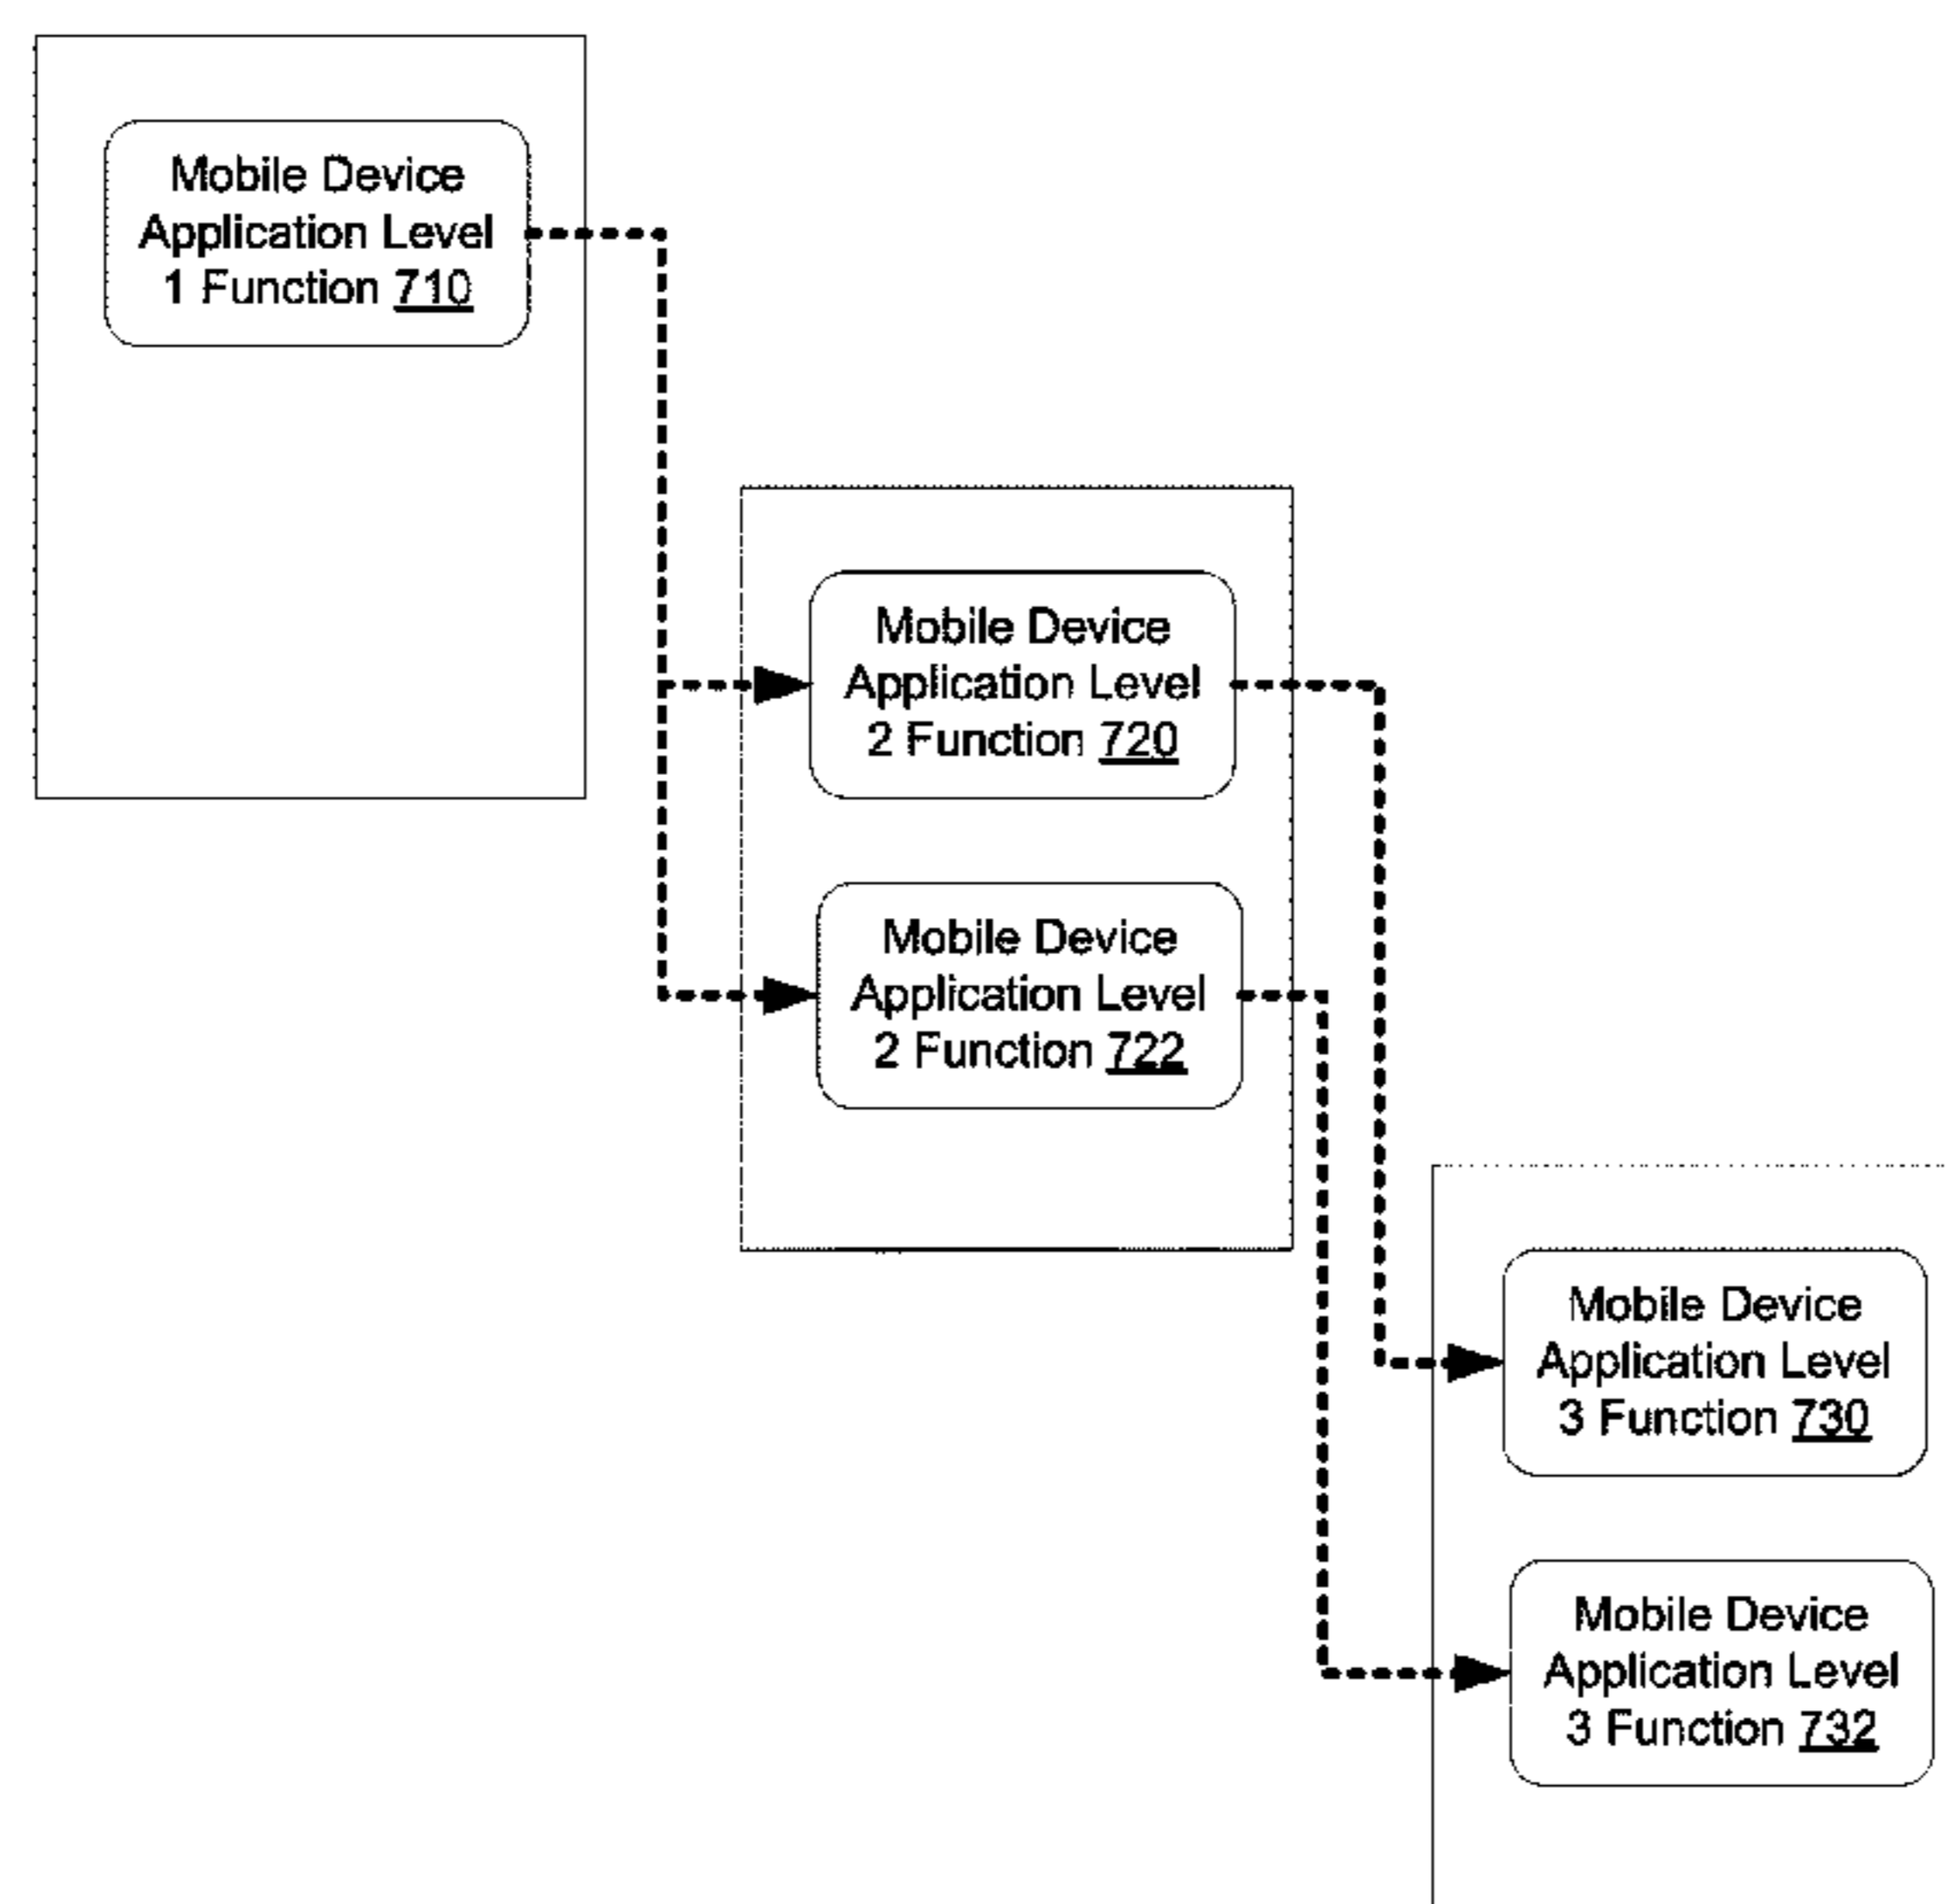 Mobile Device
Application Level
1 Function 710
Mobile Device
Application Level
2 Function 720
Mobile Device
Application Level
2 Function 722
Mobile Device
Application Level
3 Function 730
Mobile Device
Application Level
3 Function 732